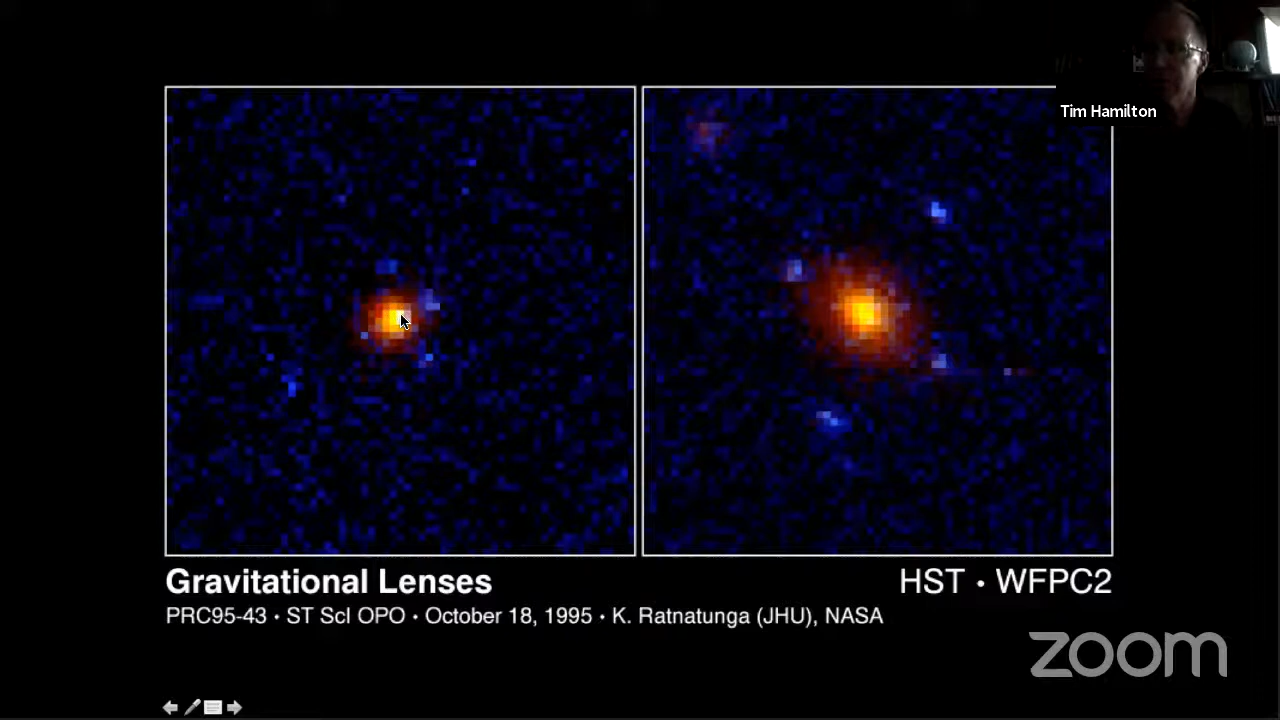 Tim Hamilton
Gravitational Lenses
HST • WFPC2
PRC95-43 • ST ScI OPO • October 18, 1995 • K. Ratnatunga (JHU), NASA
zoom